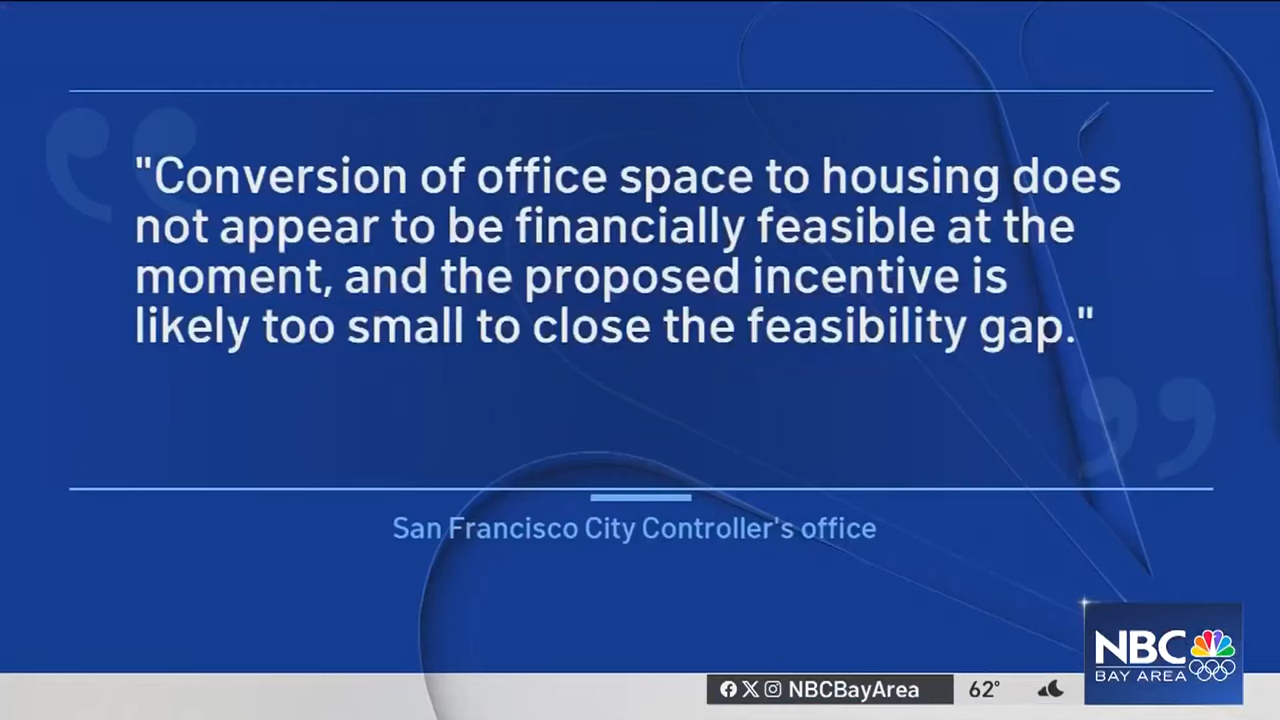 "Conversion of office space to housing does
not appear to be financially feasible at the
moment, and the proposed incentive is
likely too small to close the feasibility gap."
San Francisco City Controller's office
NBC
BAY AREA
NBCBayArea 62°